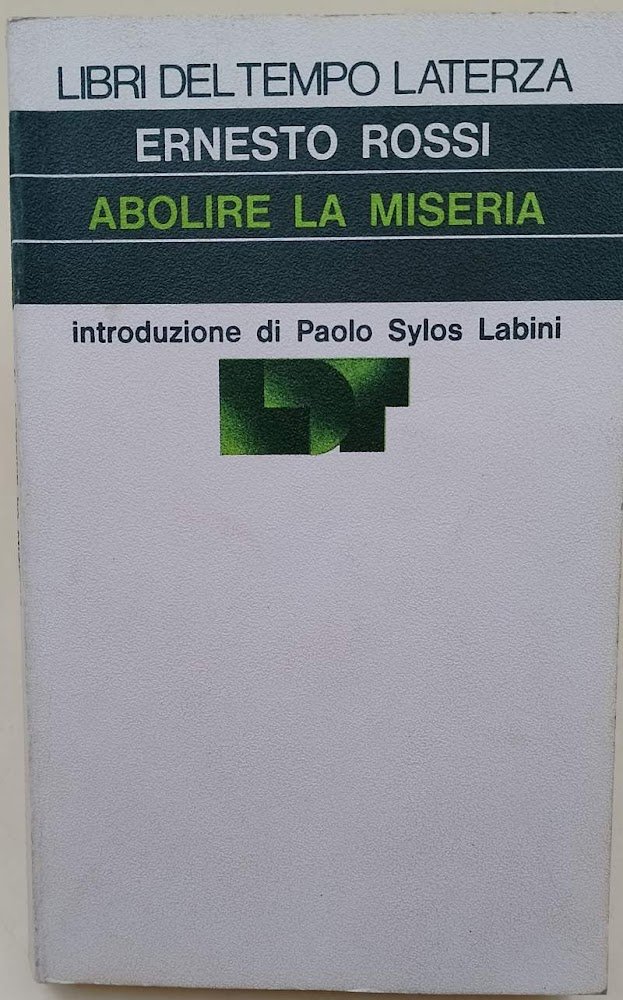 LIBRI DEL TEMPO LATERZA
ERNESTO ROSSI
ABOLIRE LA MISERIA
introduzione di Paolo Sylos Labini
LDT